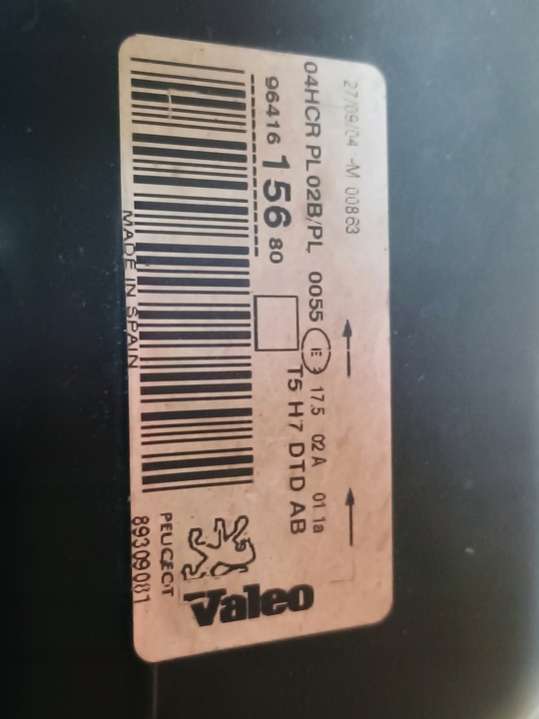 27/09/04 -M 00863
04HCR PL 02B/PL 0055 E 17.5 02 A 01 1a
96416 156 80
T5 H7 DTD AB
MADE IN SPAIN
PEUGEOT
89309081
Valeo